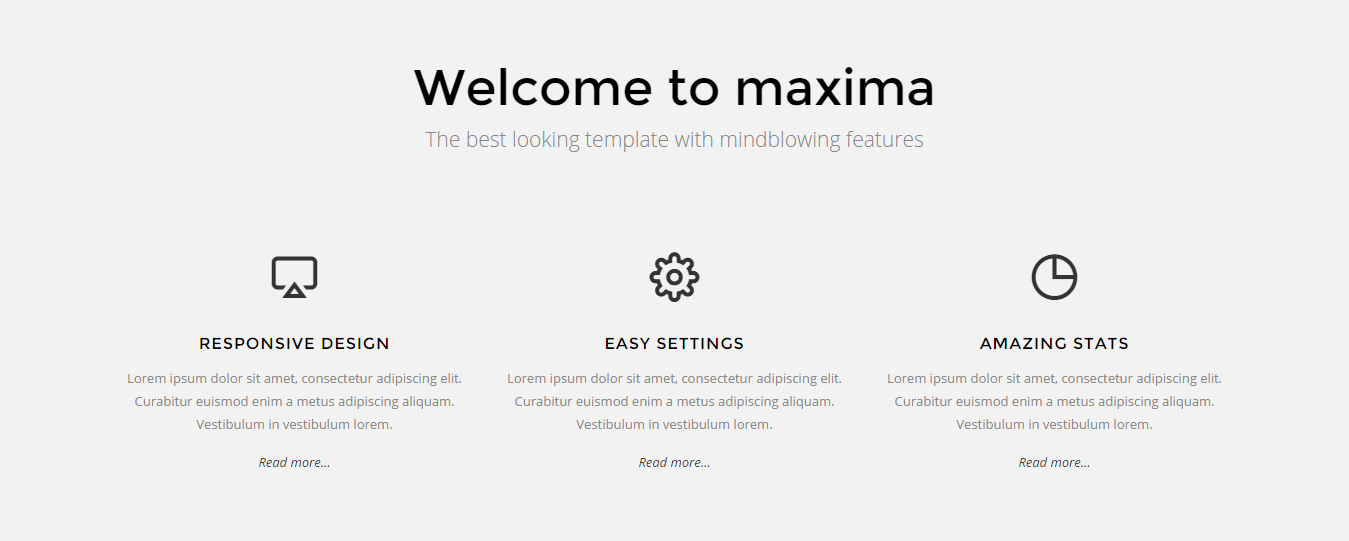 Welcome to maxima
The best looking template with mindblowing features
RESPONSIVE DESIGN
Lorem ipsum dolor sit amet, consectetur adipiscing elit.
Curabitur euismod enim a metus adipiscing aliquam.
Vestibulum in vestibulum lorem.
Read more...
EASY SETTINGS
Lorem ipsum dolor sit amet, consectetur adipiscing elit.
Curabitur euismod enim a metus adipiscing aliquam.
Vestibulum in vestibulum lorem.
Read more...
AMAZING STATS
Lorem ipsum dolor sit amet, consectetur adipiscing elit.
Curabitur euismod enim a metus adipiscing aliquam.
Vestibulum in vestibulum lorem.
Read more...